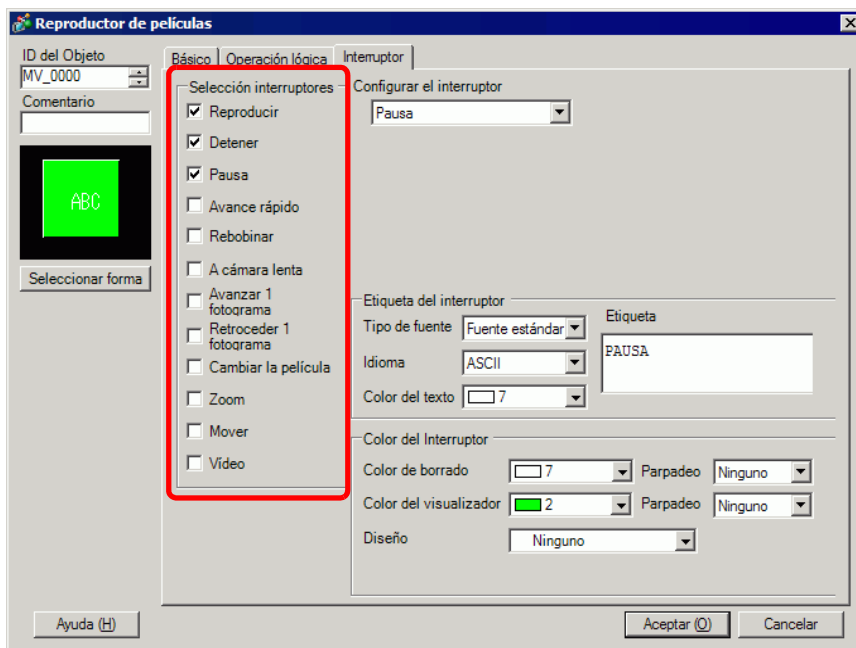 Reproductor de películas
ID del Objeto
MV_0000
Comentario
ABC
Seleccionar forma
Básico
Operación lógica
Interruptor
Selección interruptores
Reproducir
Detener
Pausa
Avance rápido
Rebobinar
A cámara lenta
Avanzar 1
fotograma
Retroceder 1
fotograma
Cambiar la película
Zoom
Mover
Vídeo
Configurar el interruptor
Pausa
Etiqueta del interruptor
Tipo de fuente Fuente estándar
Idioma ASCII
Color del texto 7
Etiqueta
PAUSA
Color del Interruptor
Color de borrado 7 Parpadeo Ninguno
Color del visualizador 2 Parpadeo Ninguno
Diseño Ninguno
Ayuda (H)
Aceptar (O)
Cancelar